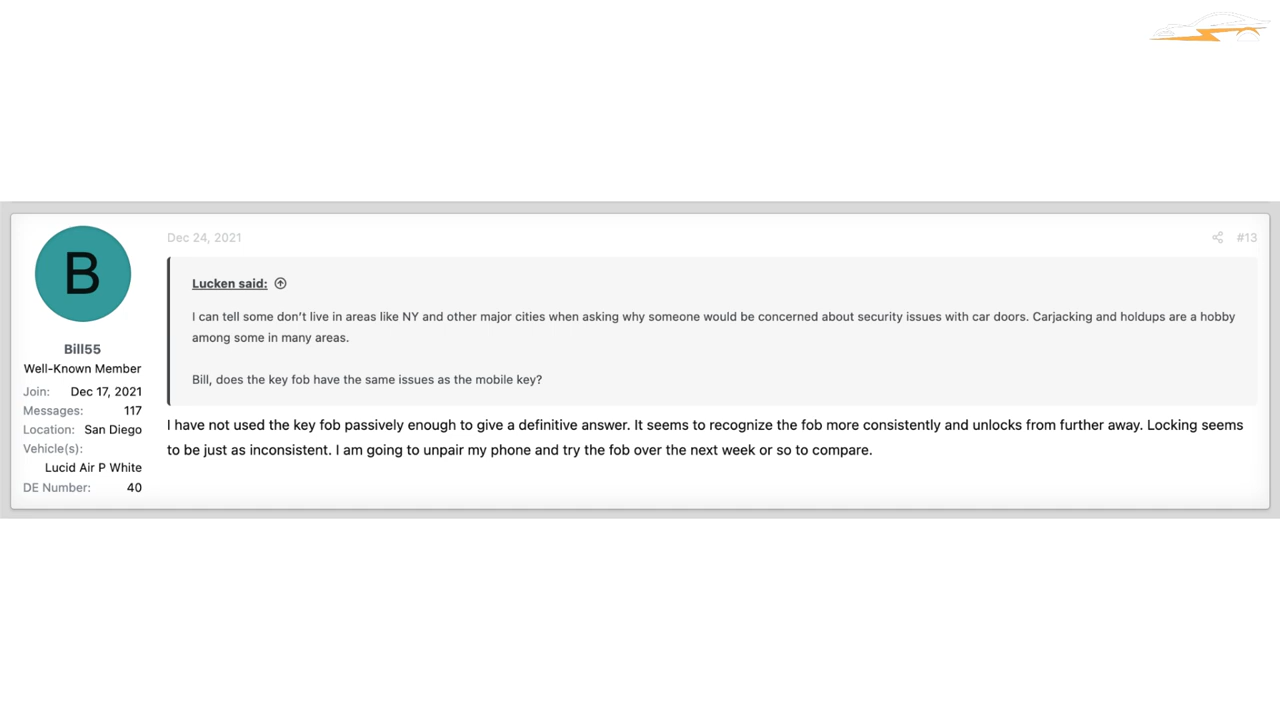 B
Bill55
Well-Known Member
Join: Dec 17, 2021
Messages: 117
Location: San Diego
Vehicle(s):
Lucid Air P White
DE Number: 40
Dec 24, 2021
#13
Lucken said:
I can tell some don’t live in areas like NY and other major cities when asking why someone would be concerned about security issues with car doors. Carjacking and holdups are a hobby
among some in many areas.
Bill, does the key fob have the same issues as the mobile key?
I have not used the key fob passively enough to give a definitive answer. It seems to recognize the fob more consistently and unlocks from further away. Locking seems
to be just as inconsistent. I am going to unpair my phone and try the fob over the next week or so to compare.